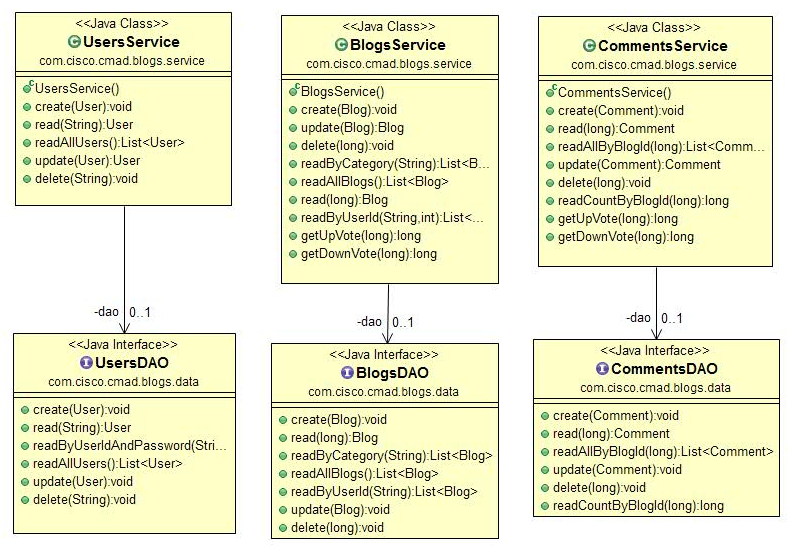 <<Java Class>>
UsersService
com.cisco.cmad.blogs.service
UsersService()
create(User):void
read(String):User
readAllUsers():List<User>
update(User):User
delete(String):void
-dao 0..1
<<Java Interface>>
UsersDAO
com.cisco.cmad.blogs.data
create(User):void
read(String):User
readByUserIdAndPassword(Stri...
readAllUsers():List<User>
update(User):void
delete(String):void
<<Java Class>>
BlogsService
com.cisco.cmad.blogs.service
BlogsService()
create(Blog):void
update(Blog):Blog
delete(long):void
readByCategory(String):List<B...
readAllBlogs():List<Blog>
read(long):Blog
readByUserId(String,int):List<...
getUpVote(long):long
getDownVote(long):long
-dao 0..1
<<Java Interface>>
BlogsDAO
com.cisco.cmad.blogs.data
create(Blog):void
read(long):Blog
readByCategory(String):List<Blog>
readAllBlogs():List<Blog>
readByUserId(String):List<Blog>
update(Blog):void
delete(long):void
<<Java Class>>
CommentsService
com.cisco.cmad.blogs.service
CommentsService()
create(Comment):void
read(long):Comment
readAllByBlogId(long):List<Comm...
update(Comment):Comment
delete(long):void
readCountByBlogId(long):long
getUpVote(long):long
getDownVote(long):long
-dao 0..1
<<Java Interface>>
CommentsDAO
com.cisco.cmad.blogs.data
create(Comment):void
read(long):Comment
readAllByBlogId(long):List<Comment>
update(Comment):void
delete(long):void
readCountByBlogId(long):long